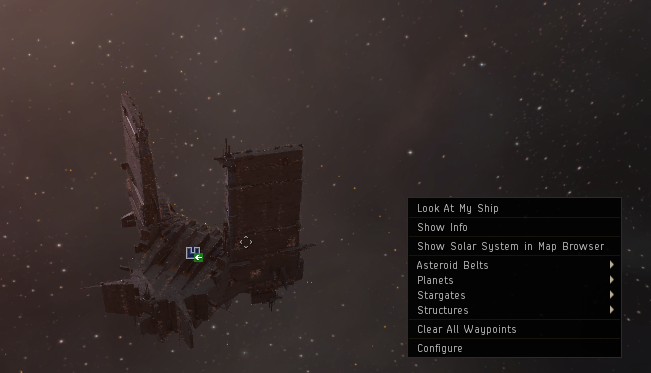 Look At My Ship
Show Info
Show Solar System in Map Browser
Asteroid Belts
Planets
Stargates
Structures
Clear All Waypoints
Configure